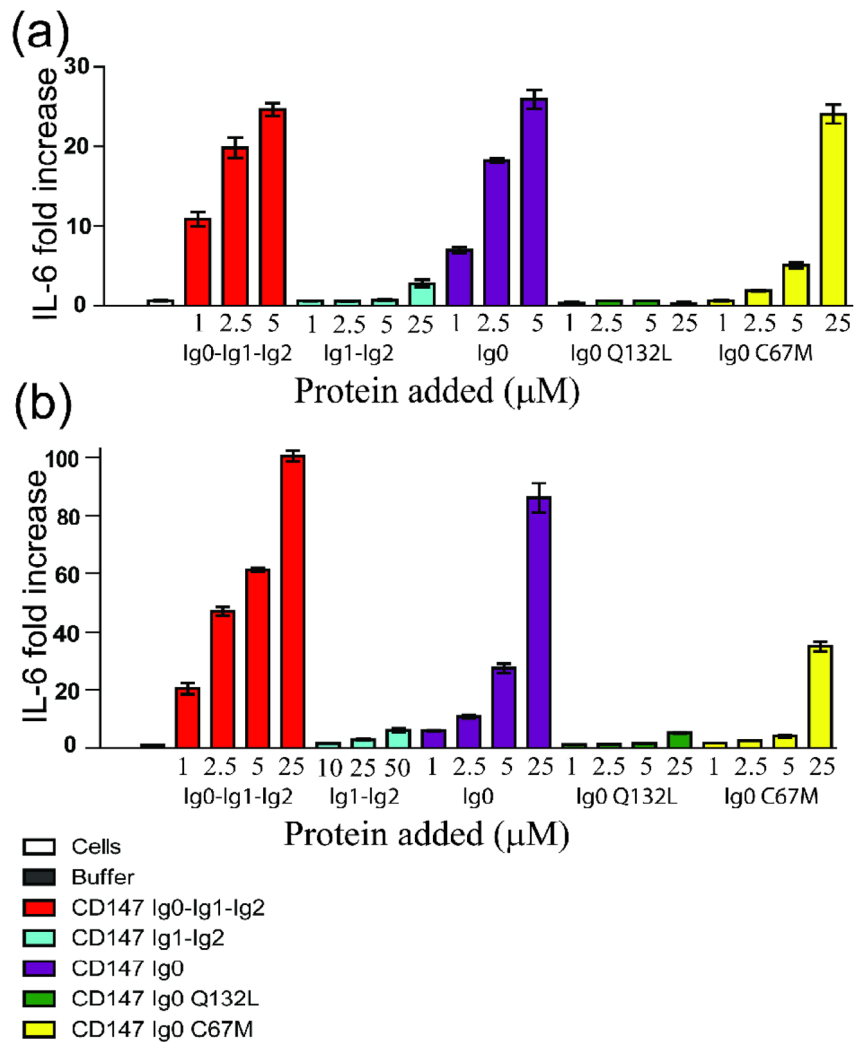 (a)
IL-6 fold increase
30
20
10
0
1 2.5 5 1 2.5 5 25 1 2.5 5 1 2.5 5 25 1 2.5 5 25
Ig0-Ig1-Ig2 Ig1-Ig2 Ig0 Ig0 Q132L Ig0 C67M
Protein added (μM)
(b)
IL-6 fold increase
100
80
60
40
20
0
1 2.5 5 25 10 25 50 1 2.5 5 25 1 2.5 5 25 1 2.5 5 25
Ig0-Ig1-Ig2 Ig1-Ig2 Ig0 Ig0 Q132L Ig0 C67M
Protein added (μM)
Cells
Buffer
CD147 Ig0-Ig1-Ig2
CD147 Ig1-Ig2
CD147 Ig0
CD147 Ig0 Q132L
CD147 Ig0 C67M